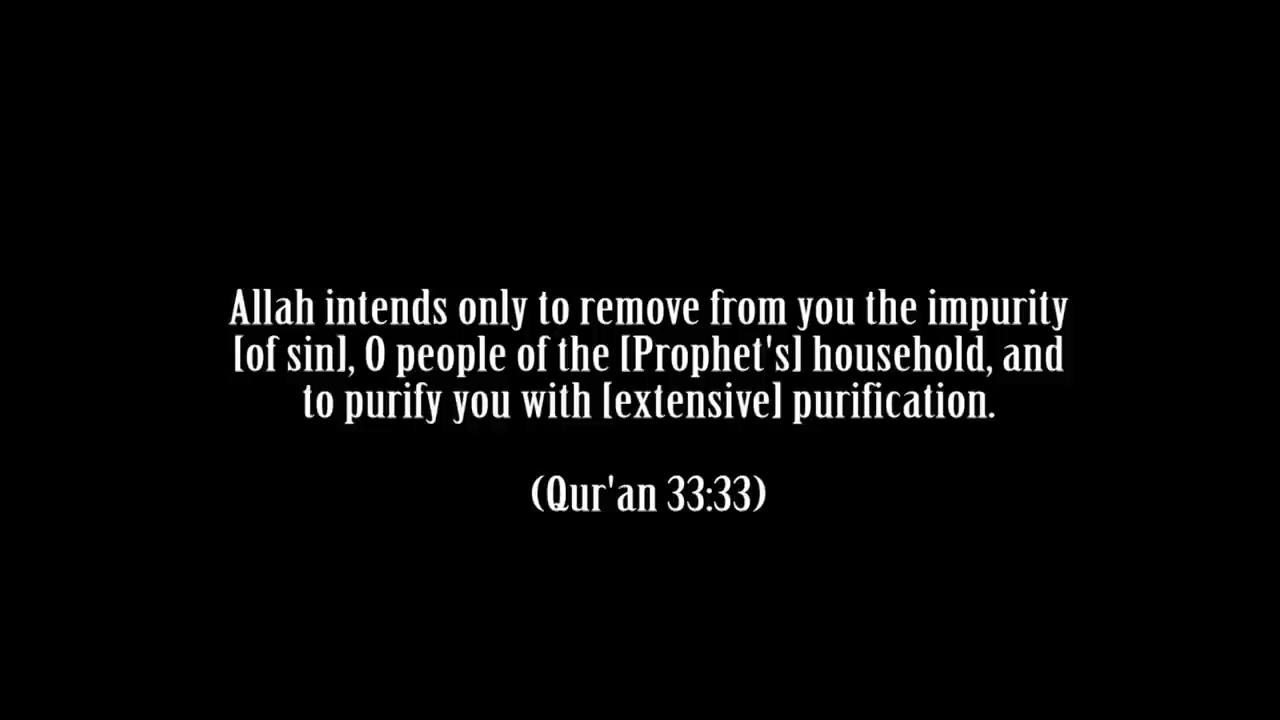 Allah intends only to remove from you the impurity
[of sin], O people of the [Prophet's] household, and
to purify you with [extensive] purification.
(Qur'an 33:33)